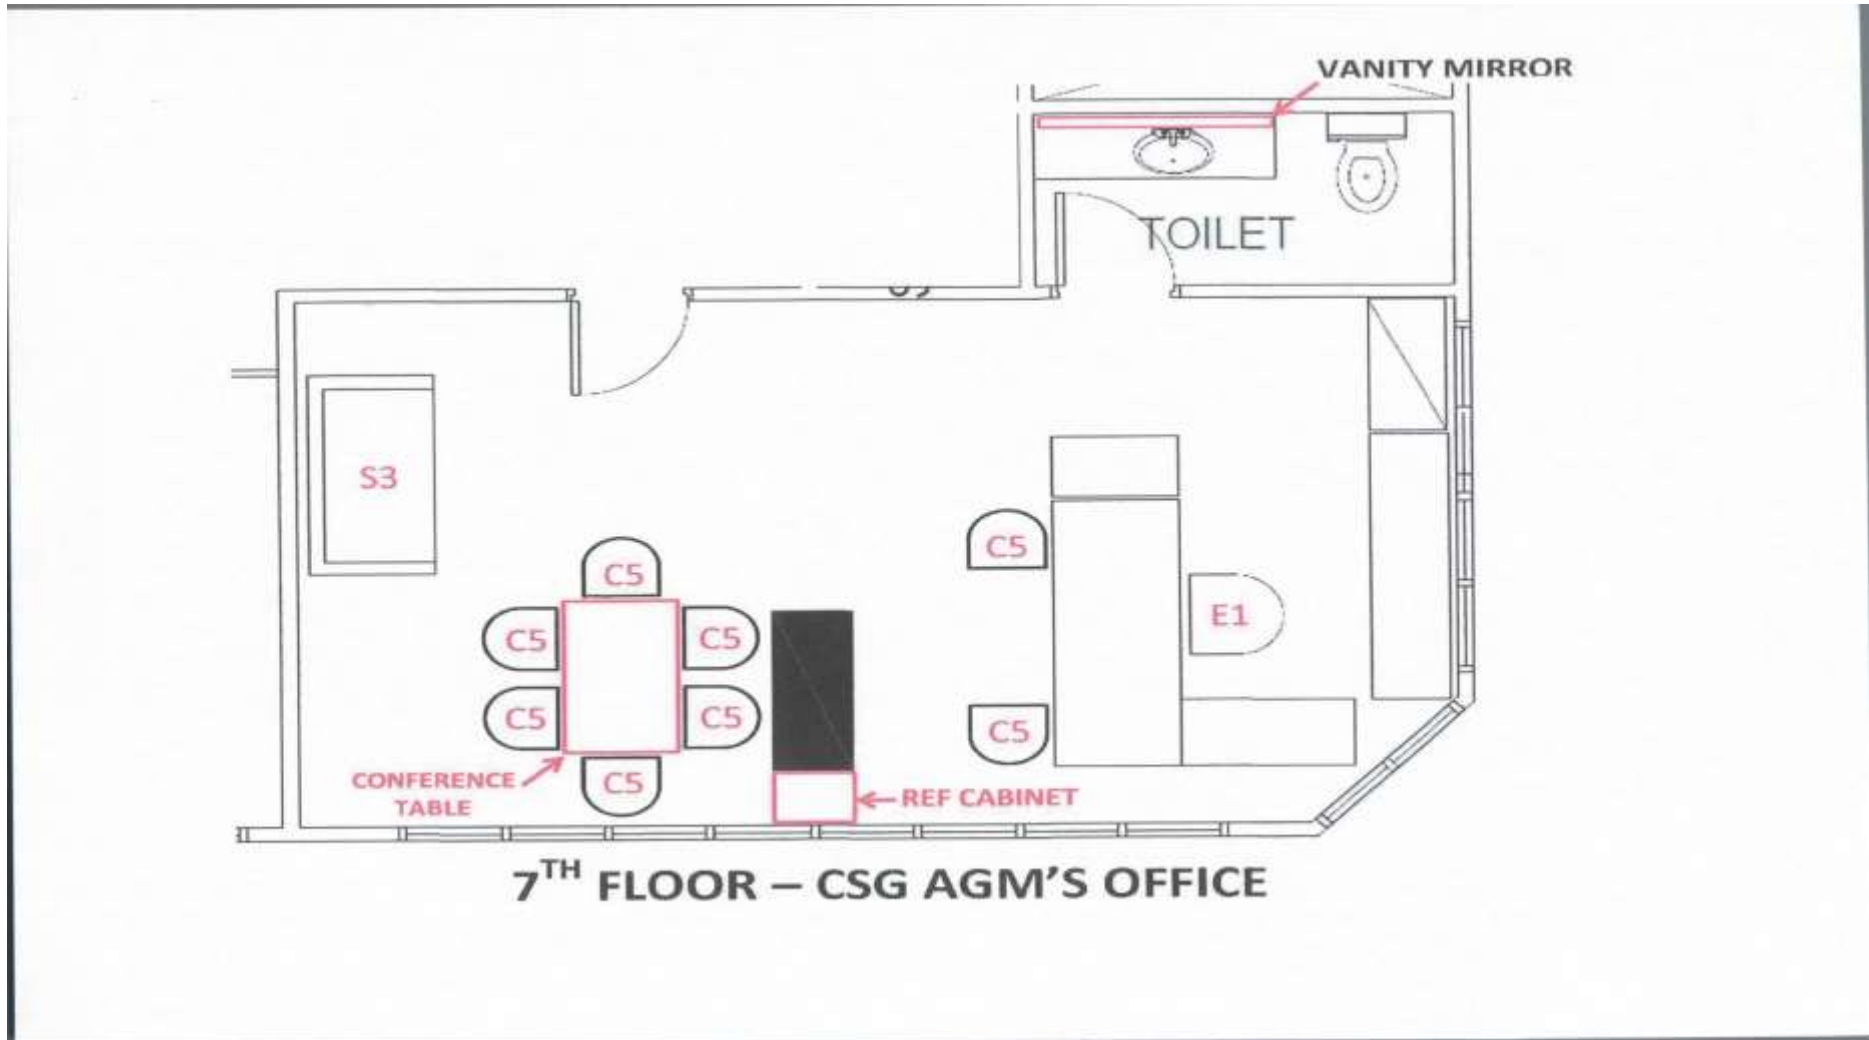 VANITY MIRROR
TOILET
S3
C5
C5
C5
C5
E1
C5
C5
C5
C5
CONFERENCE
TABLE
C5
REF CABINET
7TH FLOOR – CSG AGM'S OFFICE